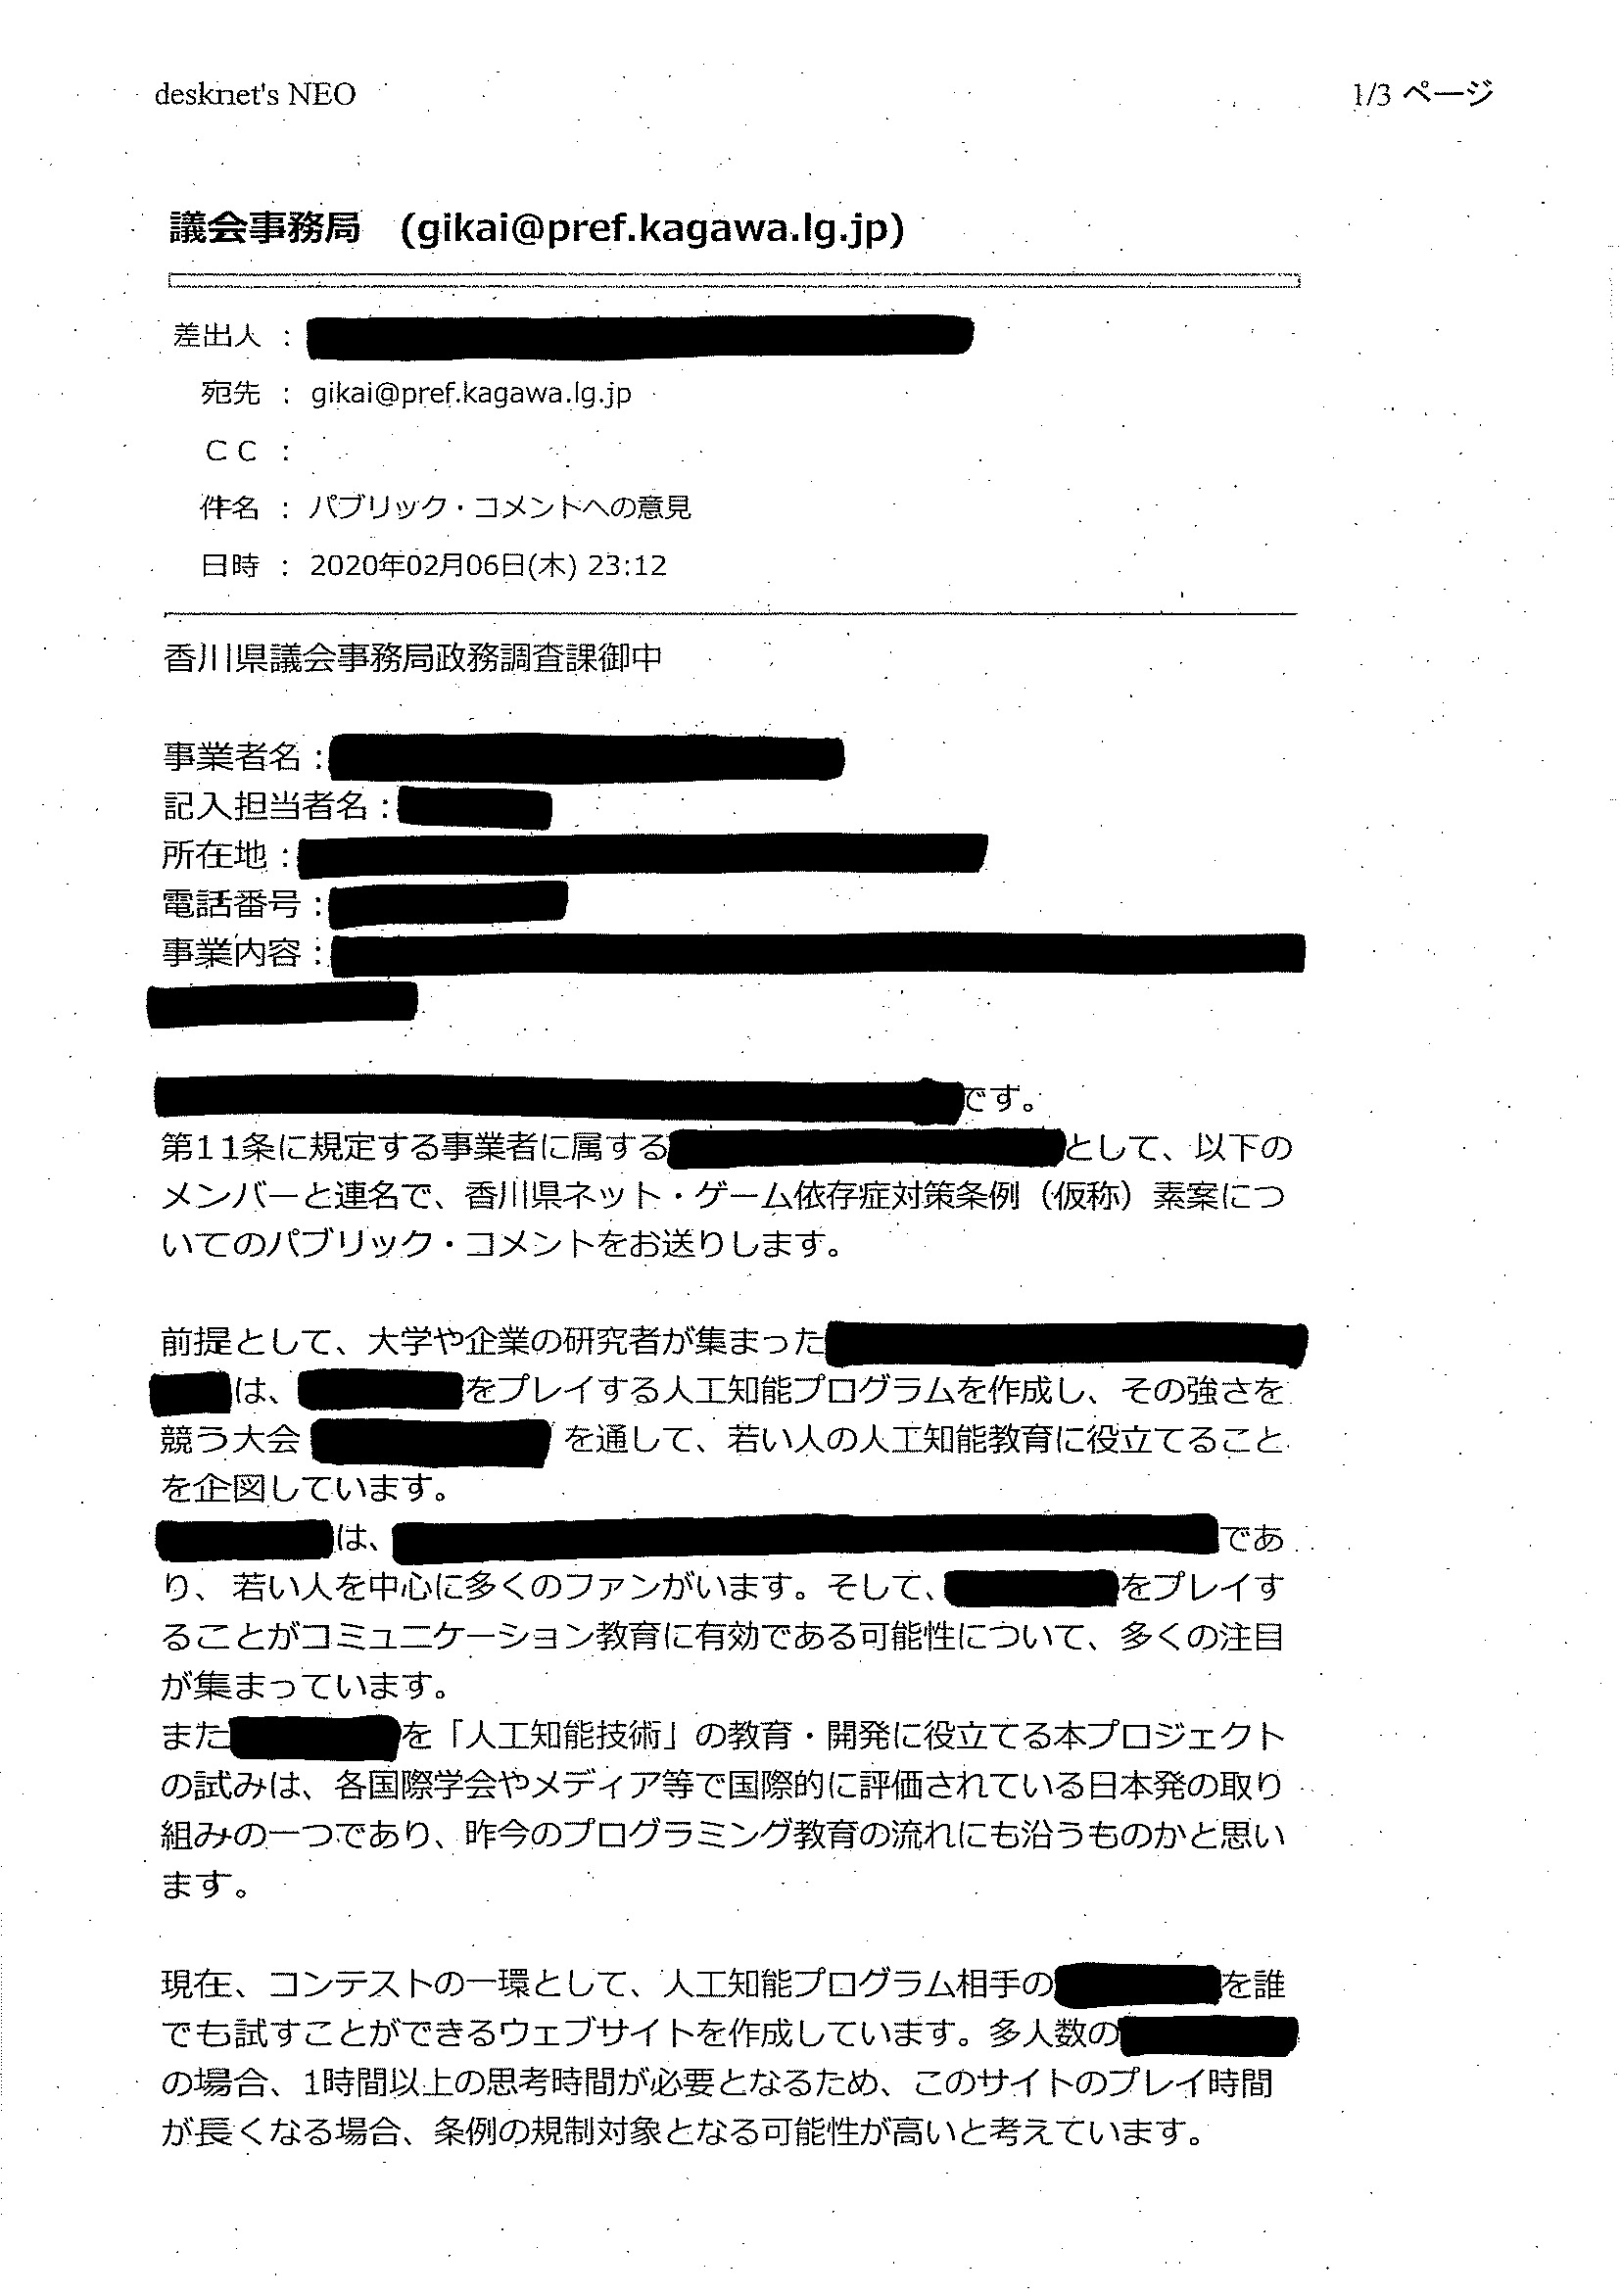 desknet's NEO 1/3 ページ
議会事務局 (gikai@pref.kagawa.lg.jp)
差出人 :
宛先 : gikai@pref.kagawa.lg.jp
ＣＣ :
件名 : パブリック・コメントへの意見
日時 : 2020年02月06日(木) 23:12
香川県議会事務局政務調査課御中
事業者名：
記入担当者名：
所在地：
電話番号：
事業内容：
です。
第11条に規定する事業者に属する として、以下の
メンバーと連名で、香川県ネット・ゲーム依存症対策条例（仮称）素案につ
いてのパブリック・コメントをお送りします。
前提として、大学や企業の研究者が集まった
は、 をプレイする人工知能プログラムを作成し、その強さを
競う大会 を通して、若い人の人工知能教育に役立てること
を企図しています。
は、 であ
り、 若い人を中心に多くのファンがいます。そして、 をプレイす
ることがコミュニケーション教育に有効である可能性について、多くの注目
が集まっています。
また を「人工知能技術」の教育・開発に役立てる本プロジェクト
の試みは、各国際学会やメディア等で国際的に評価されている日本発の取り
組みの一つであり、昨今のプログラミング教育の流れにも沿うものかと思い
ます。
現在、コンテストの一環として、人工知能プログラム相手の を誰
でも試すことができるウェブサイトを作成しています。多人数の
の場合、1時間以上の思考時間が必要となるため、このサイトのプレイ時間
が長くなる場合、条例の規制対象となる可能性が高いと考えています。